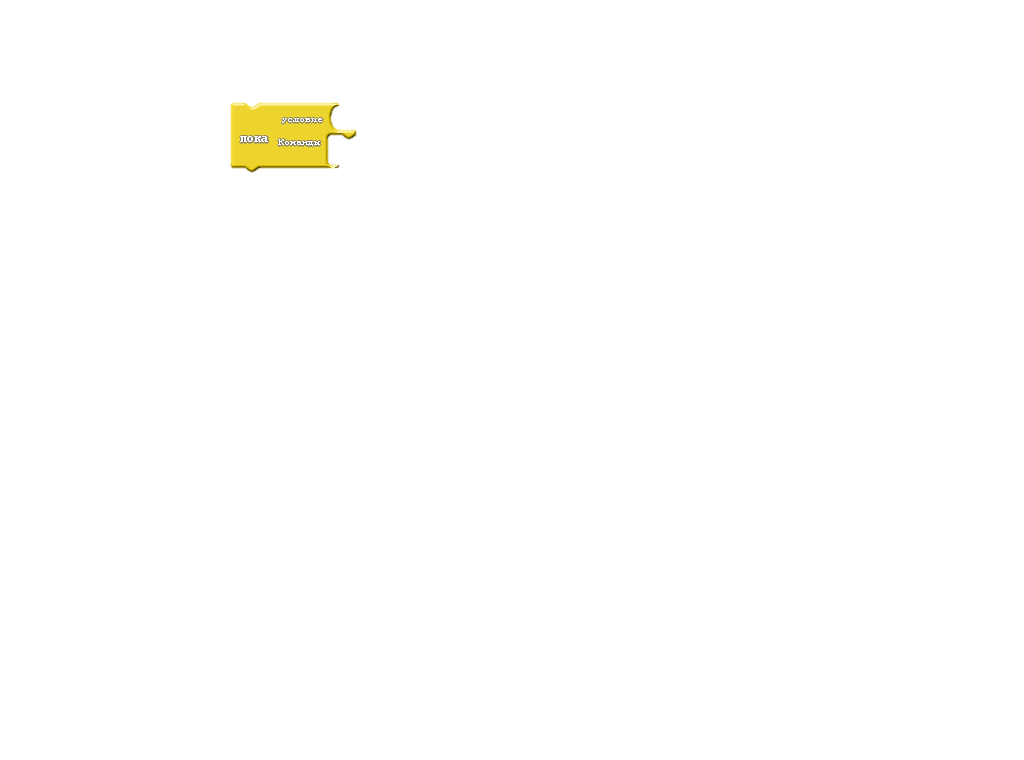 условие
пока
Команды